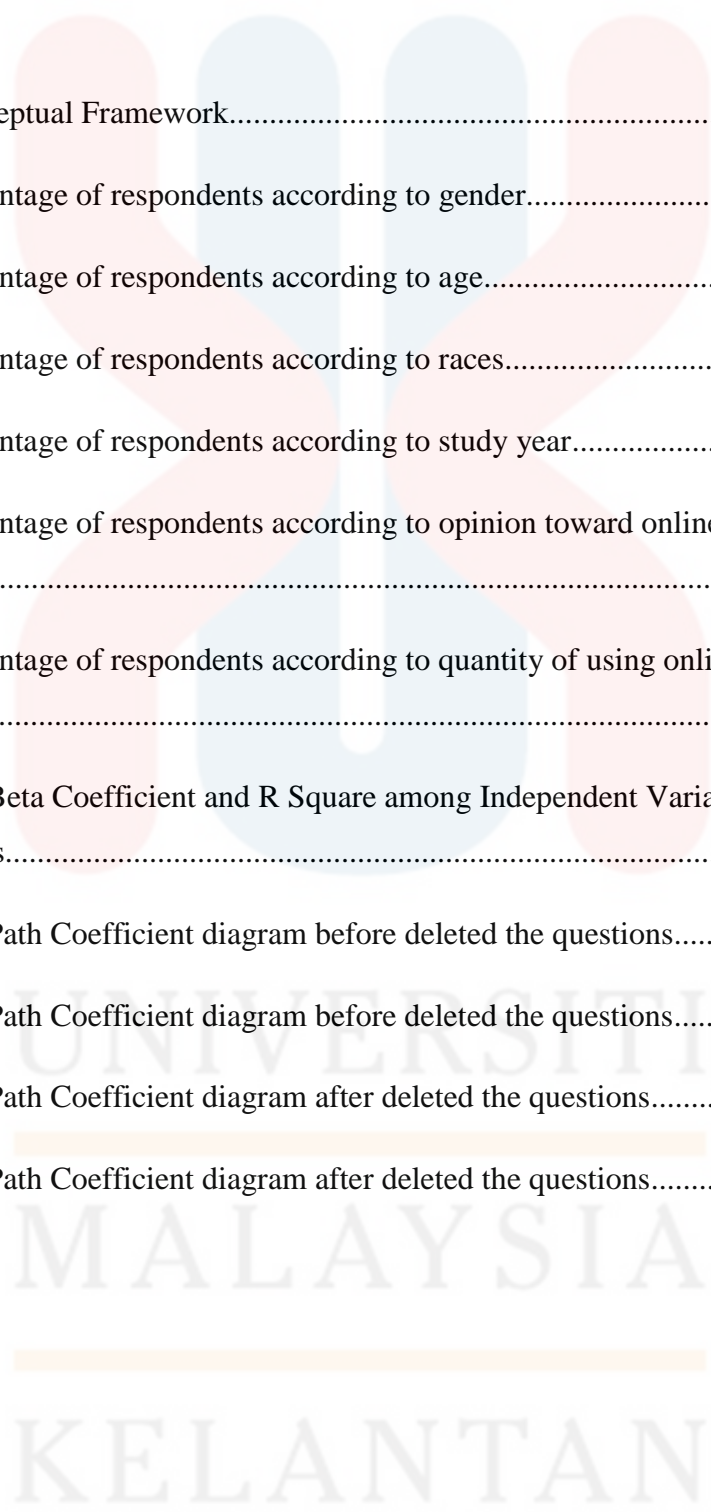 eptual Framework............................................................
ntage of respondents according to gender.......................
ntage of respondents according to age............................
ntage of respondents according to races..........................
ntage of respondents according to study year.................
ntage of respondents according to opinion toward online
........................................................................................
ntage of respondents according to quantity of using onli
........................................................................................
Beta Coefficient and R Square among Independent Varia
s.......................................................................................
Path Coefficient diagram before deleted the questions.....
UNIVERSITI
Path Coefficient diagram before deleted the questions.....
Path Coefficient diagram after deleted the questions........
Path Coefficient diagram after deleted the questions........
MALAYSIA
KELANTAN